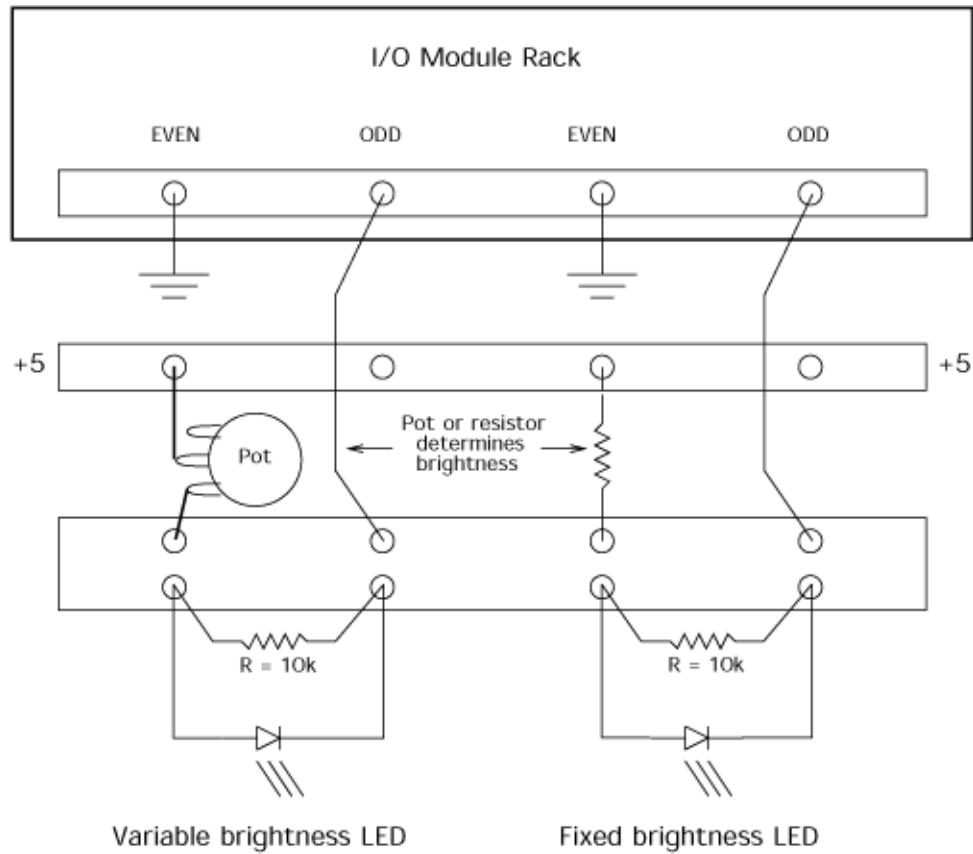 I/O Module Rack
EVEN ODD EVEN ODD
+5 +5
Pot
Pot or resistor
determines
brightness
R = 10k R = 10k
Variable brightness LED Fixed brightness LED